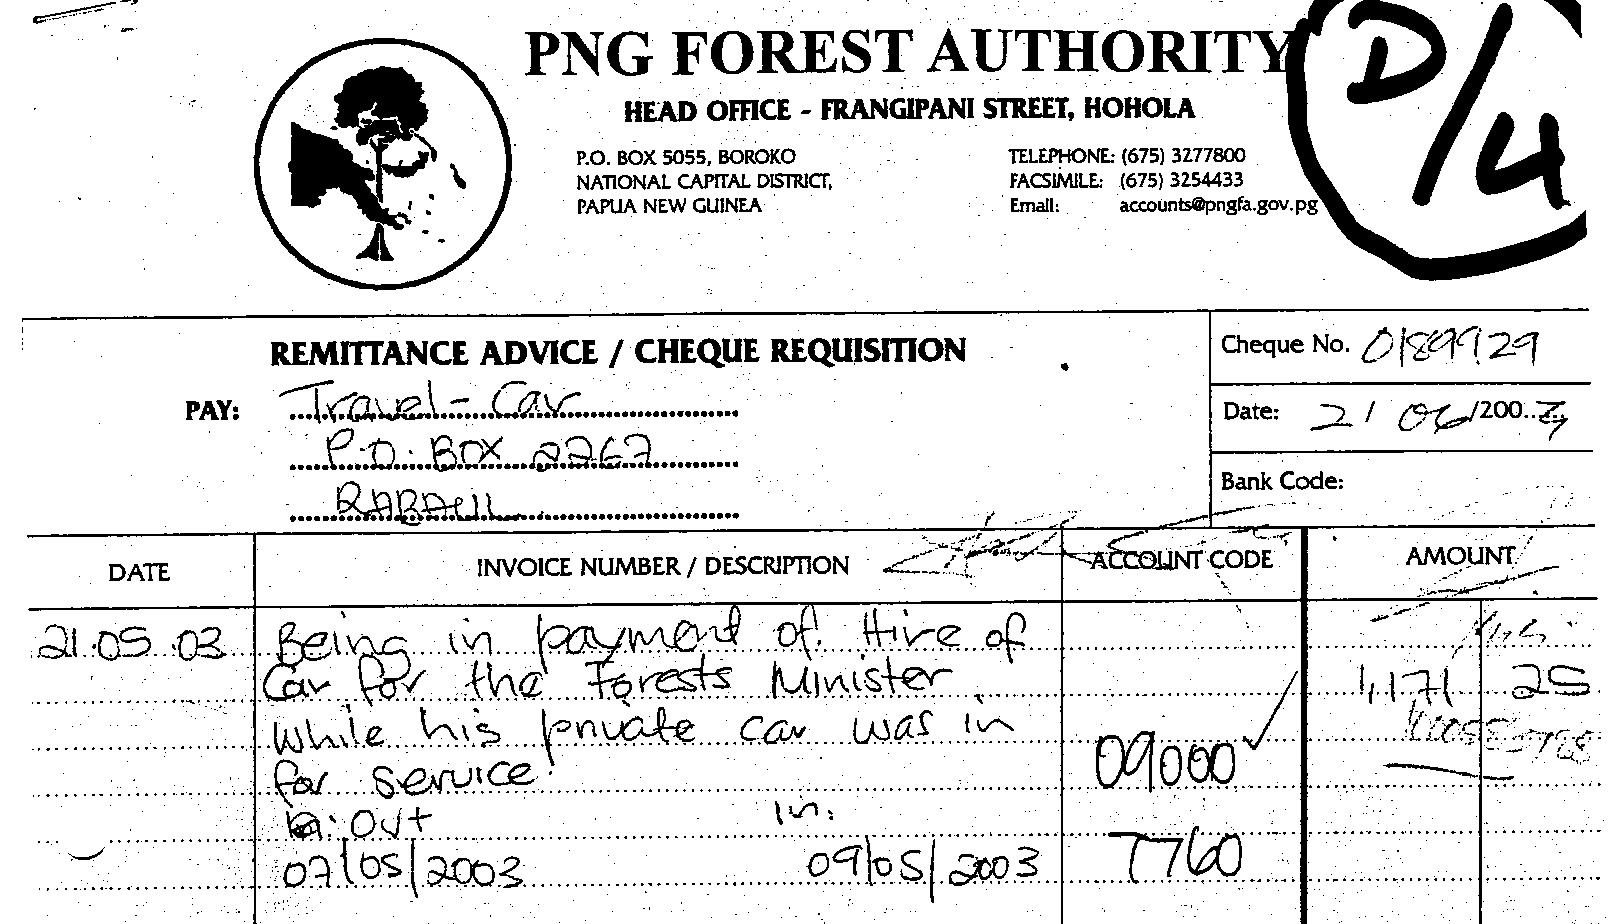 PNG FOREST AUTHORITY
D/4
HEAD OFFICE - FRANGIPANI STREET, HOHOLA
P.O. BOX 5055, BOROKO
NATIONAL CAPITAL DISTRICT,
PAPUA NEW GUINEA
TELEPHONE: (675) 3277800
FACSIMILE: (675) 3254433
Email: accounts@pngfa.gov.pg
REMITTANCE ADVICE / CHEQUE REQUISITION
Cheque No. 0189929
PAY: Travel-Car
P.O. BOX 2267
RABAUL
Date: 21 06/2003
Bank Code:
DATE INVOICE NUMBER / DESCRIPTION ACCOUNT CODE AMOUNT
21.05.03 Being in payment of Hire of
Car for the Forests Minister 1,171 25
While his private car was in
for service. 09000
Out In:
07/05/2003 09/05/2003 7760